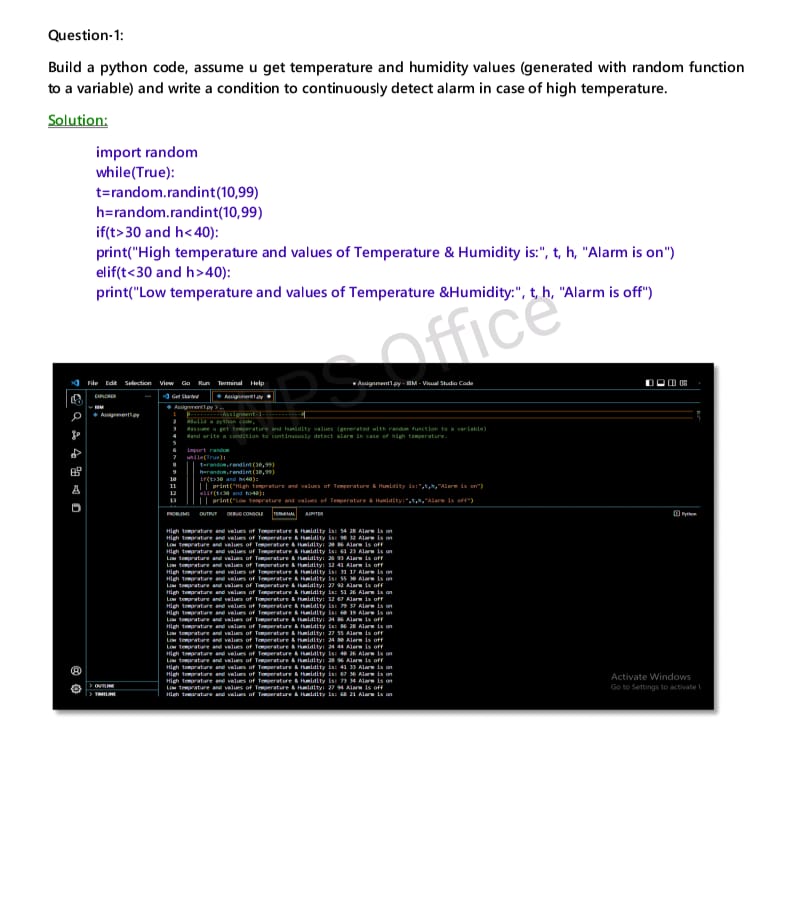 Question-1:
Build a python code, assume u get temperature and humidity values (generated with random function
to a variable) and write a condition to continuously detect alarm in case of high temperature.
Solution:
import random
while(True):
t=random.randint(10,99)
h=random.randint(10,99)
if(t>30 and h<40):
print("High temperature and values of Temperature & Humidity is:", t, h, "Alarm is on")
elif(t<30 and h>40):
print("Low temperature and values of Temperature &Humidity:", t, h, "Alarm is off")
WPS Office
File Edit Selection View Go Run Terminal Help
● Assignment1.py - IBM - Visual Studio Code
EXPLORER ···
IBM
Assignment1.py
OUTLINE
TIMELINE
Get Started Assignment1.py ●
Assignment1.py > ...
1 #-----------Assignment-1-----------#
2 #Build a python code,
3 #assume u get temperature and humidity values (generated with random function to a variable)
4 #and write a condition to continuously detect alarm in case of high temperature.
5
6 import random
7 while(True):
8 t=random.randint(10,99)
9 h=random.randint(10,99)
10 if(t>30 and h<40):
11 print("High temprature and values of Temperature & Humidity is:",t,h,"Alarm is on")
12 elif(t<30 and h>40):
13 print("Low temprature and values of Temperature & Humidity:",t,h,"Alarm is off")
PROBLEMS OUTPUT DEBUG CONSOLE TERMINAL JUPYTER
Python
High temprature and values of Temperature & Humidity is: 54 28 Alarm is on
High temprature and values of Temperature & Humidity is: 90 32 Alarm is on
Low temprature and values of Temperature & Humidity: 20 86 Alarm is off
High temprature and values of Temperature & Humidity is: 61 23 Alarm is on
Low temprature and values of Temperature & Humidity: 26 93 Alarm is off
Low temprature and values of Temperature & Humidity: 12 41 Alarm is off
High temprature and values of Temperature & Humidity is: 31 17 Alarm is on
High temprature and values of Temperature & Humidity is: 55 30 Alarm is on
Low temprature and values of Temperature & Humidity: 27 92 Alarm is off
High temprature and values of Temperature & Humidity is: 51 26 Alarm is on
Low temprature and values of Temperature & Humidity: 12 67 Alarm is off
High temprature and values of Temperature & Humidity is: 79 37 Alarm is on
High temprature and values of Temperature & Humidity is: 60 19 Alarm is on
Low temprature and values of Temperature & Humidity: 24 86 Alarm is off
High temprature and values of Temperature & Humidity is: 86 28 Alarm is on
Low temprature and values of Temperature & Humidity: 27 55 Alarm is off
Low temprature and values of Temperature & Humidity: 24 80 Alarm is off
Low temprature and values of Temperature & Humidity: 24 44 Alarm is off
High temprature and values of Temperature & Humidity is: 40 26 Alarm is on
Low temprature and values of Temperature & Humidity: 28 96 Alarm is off
High temprature and values of Temperature & Humidity is: 41 33 Alarm is on
High temprature and values of Temperature & Humidity is: 67 36 Alarm is on
High temprature and values of Temperature & Humidity is: 73 34 Alarm is on
Low temprature and values of Temperature & Humidity: 27 94 Alarm is off
High temprature and values of Temperature & Humidity is: 68 21 Alarm is on
Activate Windows
Go to Settings to activate